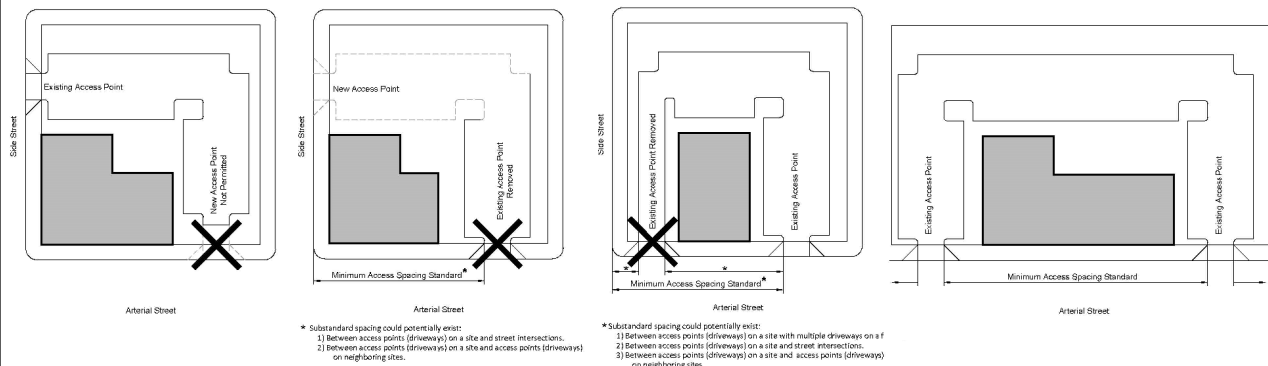 Side Street
Existing Access Point
New Access Point
Not Permitted
Arterial Street
Side Street
New Access Point
Existing Access Point
Removed
Minimum Access Spacing Standard*
Arterial Street
* Substandard spacing could potentially exist:
1) Between access points (driveways) on a site and street intersections.
2) Between access points (driveways) on a site and access points (driveways)
on neighboring sites.
Side Street
Existing Access Point Removed
Existing Access Point
*
*
Minimum Access Spacing Standard*
Arterial Street
* Substandard spacing could potentially exist:
1) Between access points (driveways) on a site with multiple driveways on a f
2) Between access points (driveways) on a site and street intersections.
3) Between access points (driveways) on a site and access points (driveways)
on neighboring sites.
Existing Access Point
Existing Access Point
Minimum Access Spacing Standard
Arterial Street